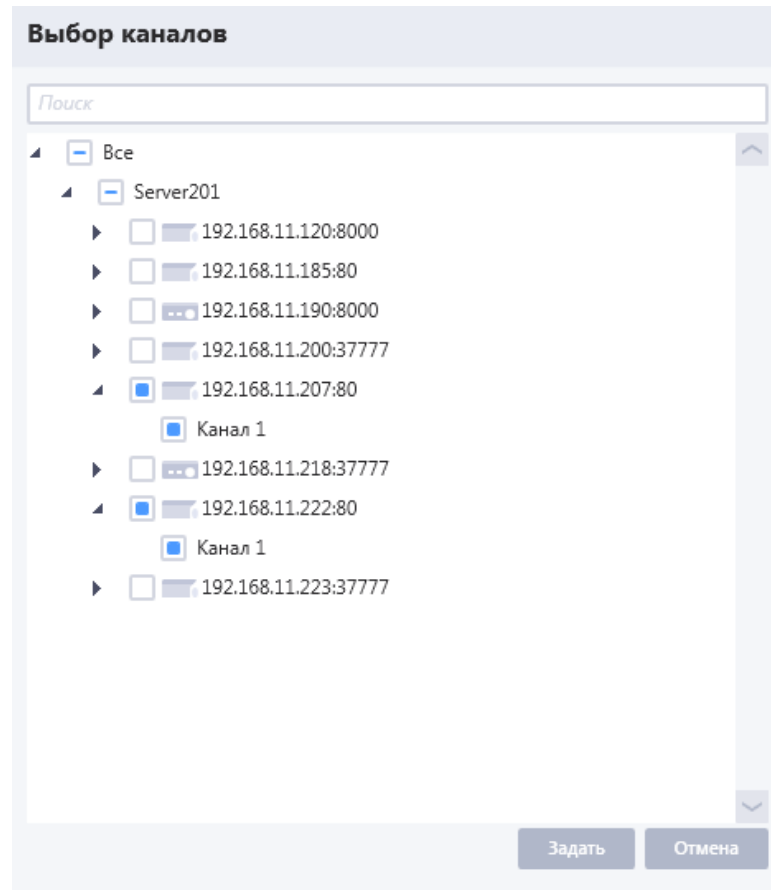 Выбор каналов
Поиск
Все
Server201
192.168.11.120:8000
192.168.11.185:80
192.168.11.190:8000
192.168.11.200:37777
192.168.11.207:80
Канал 1
192.168.11.218:37777
192.168.11.222:80
Канал 1
192.168.11.223:37777
Задать Отмена